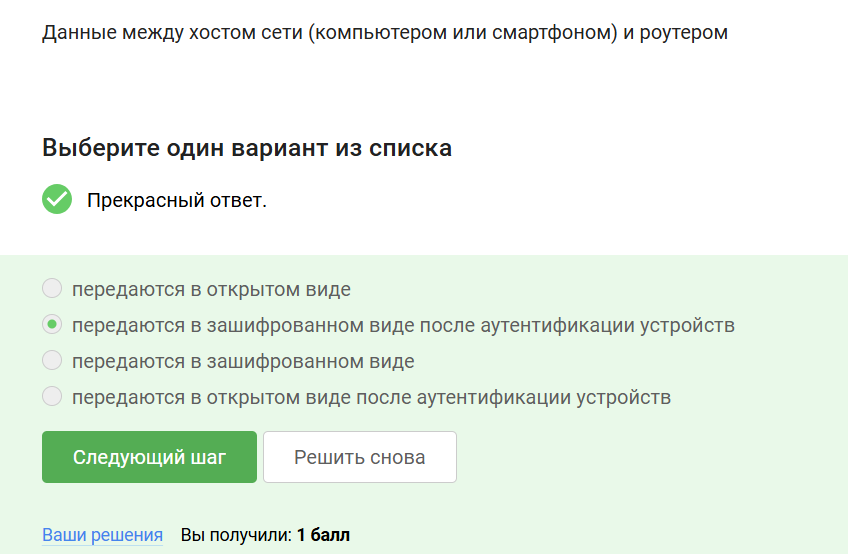 Данные между хостом сети (компьютером или смартфоном) и роутером
Выберите один вариант из списка
Прекрасный ответ.
передаются в открытом виде
передаются в зашифрованном виде после аутентификации устройств
передаются в зашифрованном виде
передаются в открытом виде после аутентификации устройств
Следующий шаг
Решить снова
Ваши решения Вы получили: 1 балл